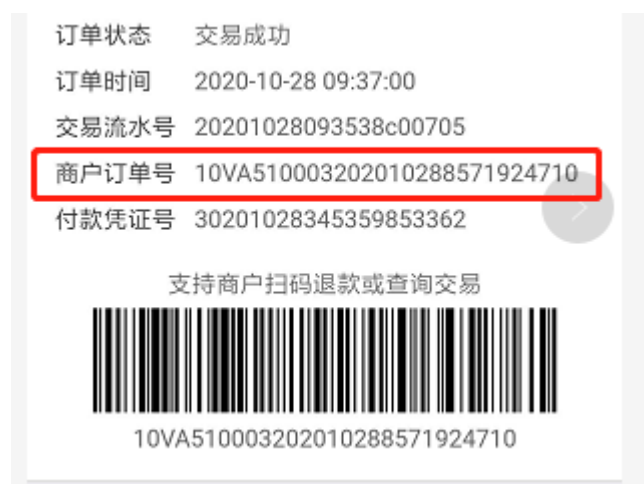 订单状态 交易成功
订单时间 2020-10-28 09:37:00
交易流水号 20201028093538c00705
商户订单号 10VA5100032020102885719​24710
付款凭证号 30201028345359853362
支持商户扫码退款或查询交易
10VA510003202010288571924710